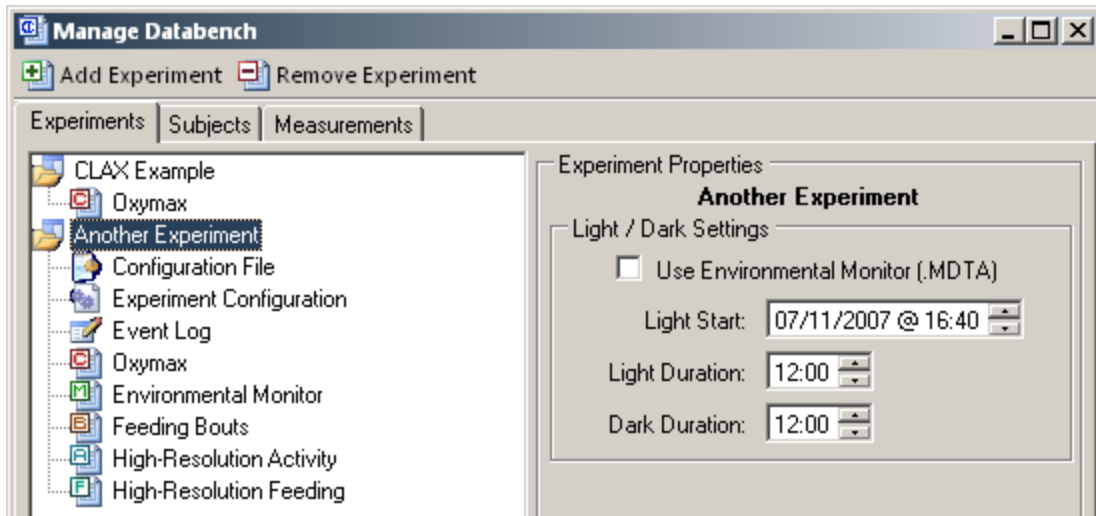 Manage Databench
Add Experiment Remove Experiment
Experiments Subjects Measurements
CLAX Example
Oxymax
Another Experiment
Configuration File
Experiment Configuration
Event Log
Oxymax
Environmental Monitor
Feeding Bouts
High-Resolution Activity
High-Resolution Feeding
Experiment Properties
Another Experiment
Light / Dark Settings
Use Environmental Monitor (.MDTA)
Light Start: 07/11/2007 @ 16:40
Light Duration: 12:00
Dark Duration: 12:00